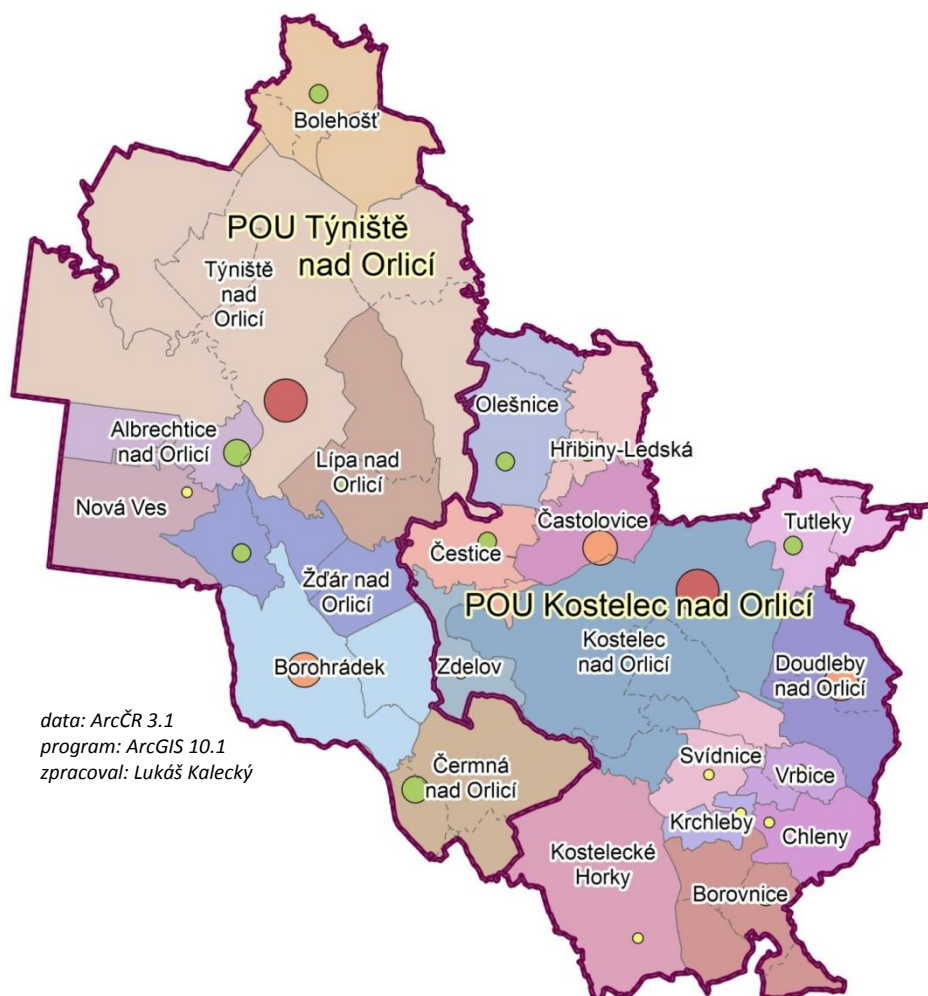 Bolehošť
POU Týniště
nad Orlicí
Týniště
nad
Orlicí
Olešnice
Albrechtice
nad Orlicí
Hřibiny-Ledská
Lípa nad
Orlicí
Nová Ves
Častolovice
Tutleky
Čestice
Žďár nad
Orlicí
POU Kostelec nad Orlicí
Kostelec
nad Orlicí
Borohrádek
Zdelov
Doudleby
nad Orlicí
data: ArcČR 3.1
program: ArcGIS 10.1
zpracoval: Lukáš Kalecký
Čermná
nad Orlicí
Svídnice
Vrbice
Krchleby
Chleny
Kostelecké
Horky
Borovnice